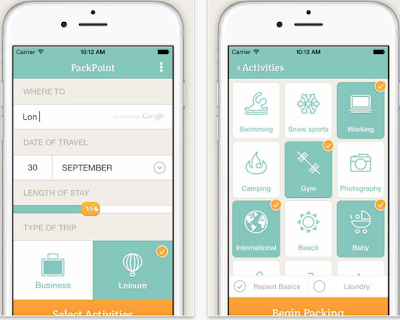 Carrier 10:12 AM
PackPoint
WHERE TO
Lon
powered by Google
DATE OF TRAVEL
30 SEPTEMBER
LENGTH OF STAY
15
TYPE OF TRIP
Business Leisure
Select Activities
Carrier 10:12 AM
Activities
Swimming Snow sports Working
Camping Gym Photography
International Beach Baby
Repeat Basics Laundry
Begin Packing